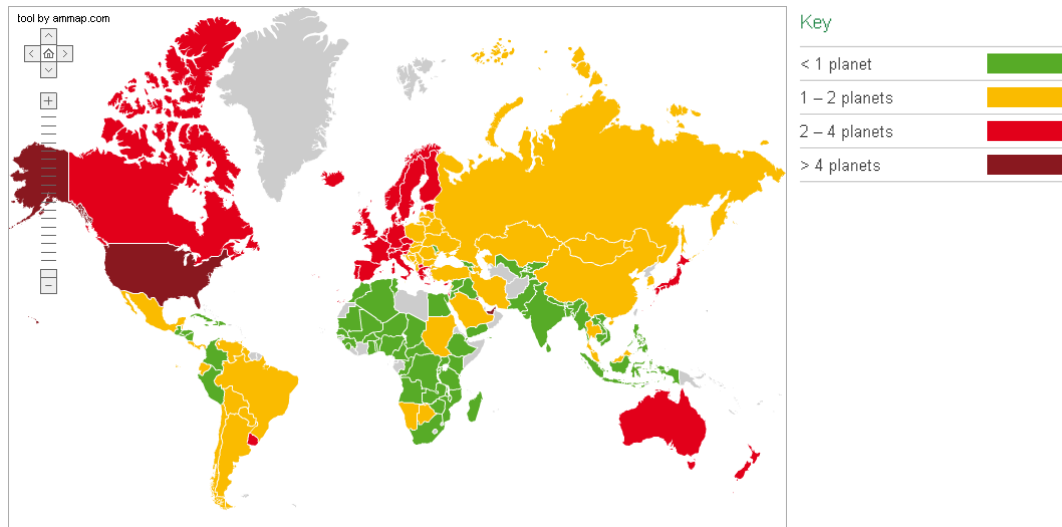 tool by ammap.com
Key
< 1 planet
1 – 2 planets
2 – 4 planets
> 4 planets